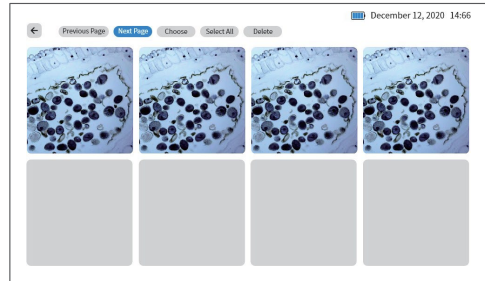 December 12, 2020 14:66
Previous Page Next Page Choose Select All Delete